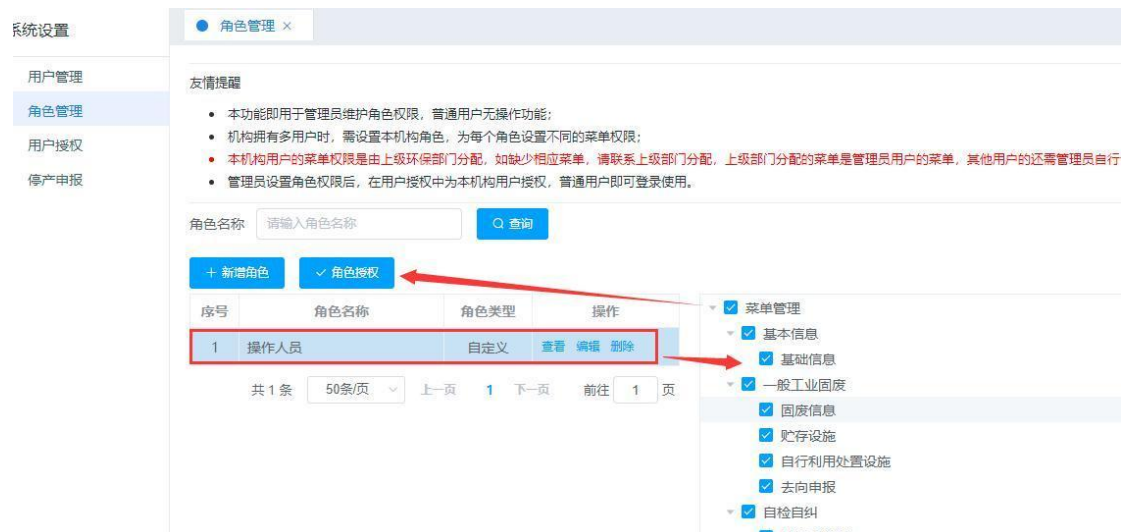 系统设置
角色管理 ×
用户管理
角色管理
用户授权
停产申报
友情提醒
本功能即用于管理员维护角色权限，普通用户无操作功能；
机构拥有多用户时，需设置本机构角色，为每个角色设置不同的菜单权限；
本机构用户的菜单权限是由上级环保部门分配，如缺少相应菜单，请联系上级部门分配，上级部门分配的菜单是管理员用户的菜单，其他用户的还需管理员自行
管理员设置角色权限后，在用户授权中为本机构用户授权，普通用户即可登录使用。
角色名称 请输入角色名称 查询
+ 新增角色 ✓ 角色授权
序号 角色名称 角色类型 操作
1 操作人员 自定义 查看 编辑 删除
共 1 条 50条/页 上一页 1 下一页 前往 1 页
菜单管理
基本信息
基础信息
一般工业固废
固废信息
贮存设施
自行利用处置设施
去向申报
自检自纠